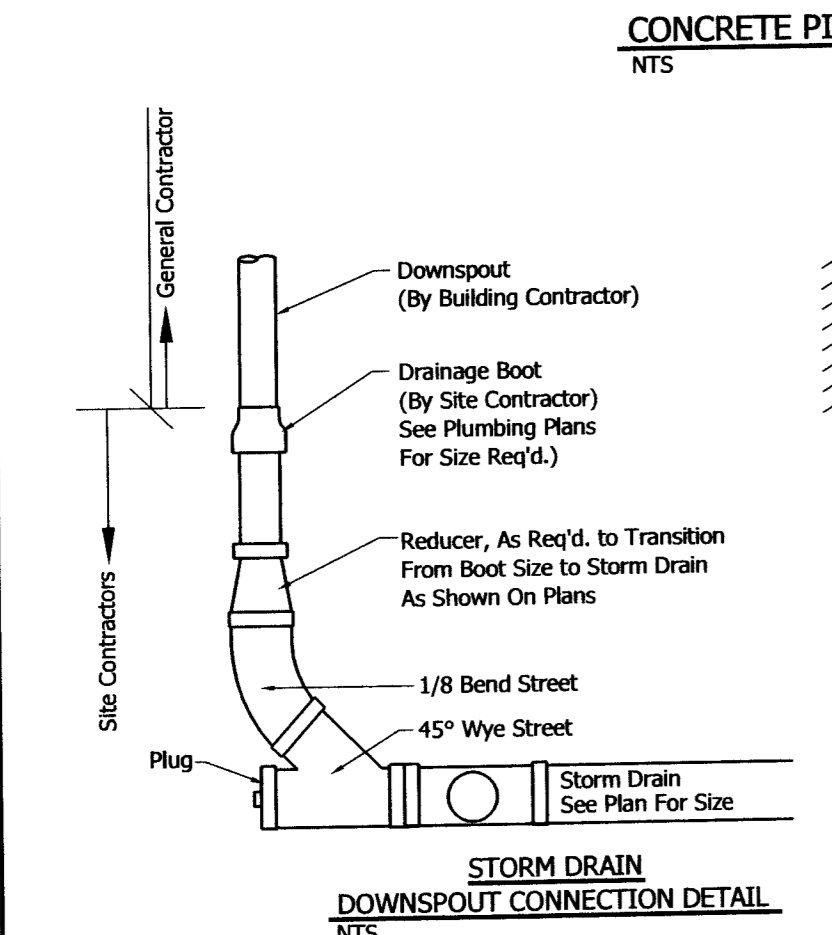 CONCRETE PI
NTS
General Contractor
Downspout
(By Building Contractor)
Drainage Boot
(By Site Contractor)
See Plumbing Plans
For Size Req'd.)
Reducer, As Req'd. to Transition
From Boot Size to Storm Drain
As Shown On Plans
Site Contractors
1/8 Bend Street
45° Wye Street
Plug
Storm Drain
See Plan For Size
STORM DRAIN
DOWNSPOUT CONNECTION DETAIL
NTS